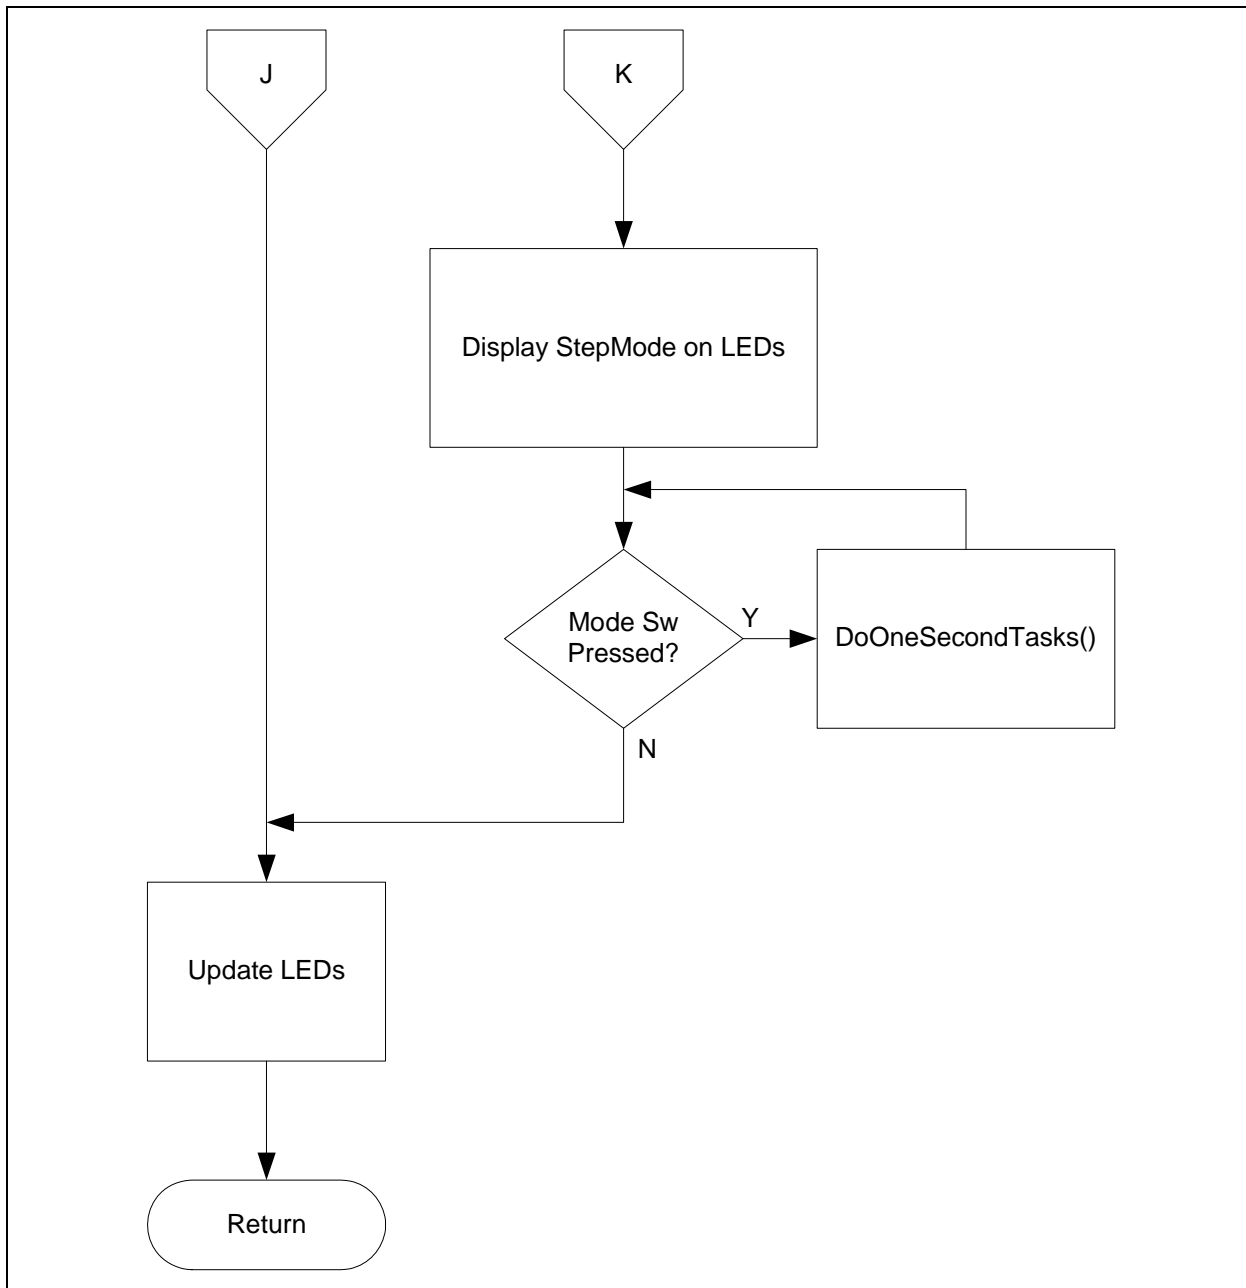 J
K
Display StepMode on LEDs
Mode Sw
Pressed?
Y
DoOneSecondTasks()
N
Update LEDs
Return